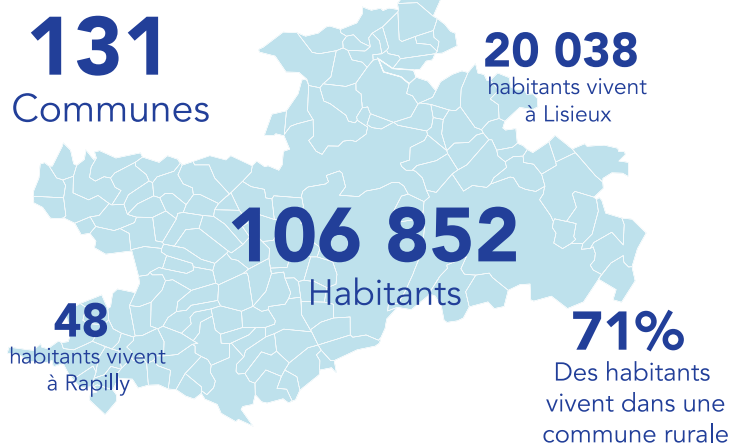 131
Communes
20 038
habitants vivent
à Lisieux
106 852
Habitants
48
habitants vivent
à Rapilly
71%
Des habitants
vivent dans une
commune rurale